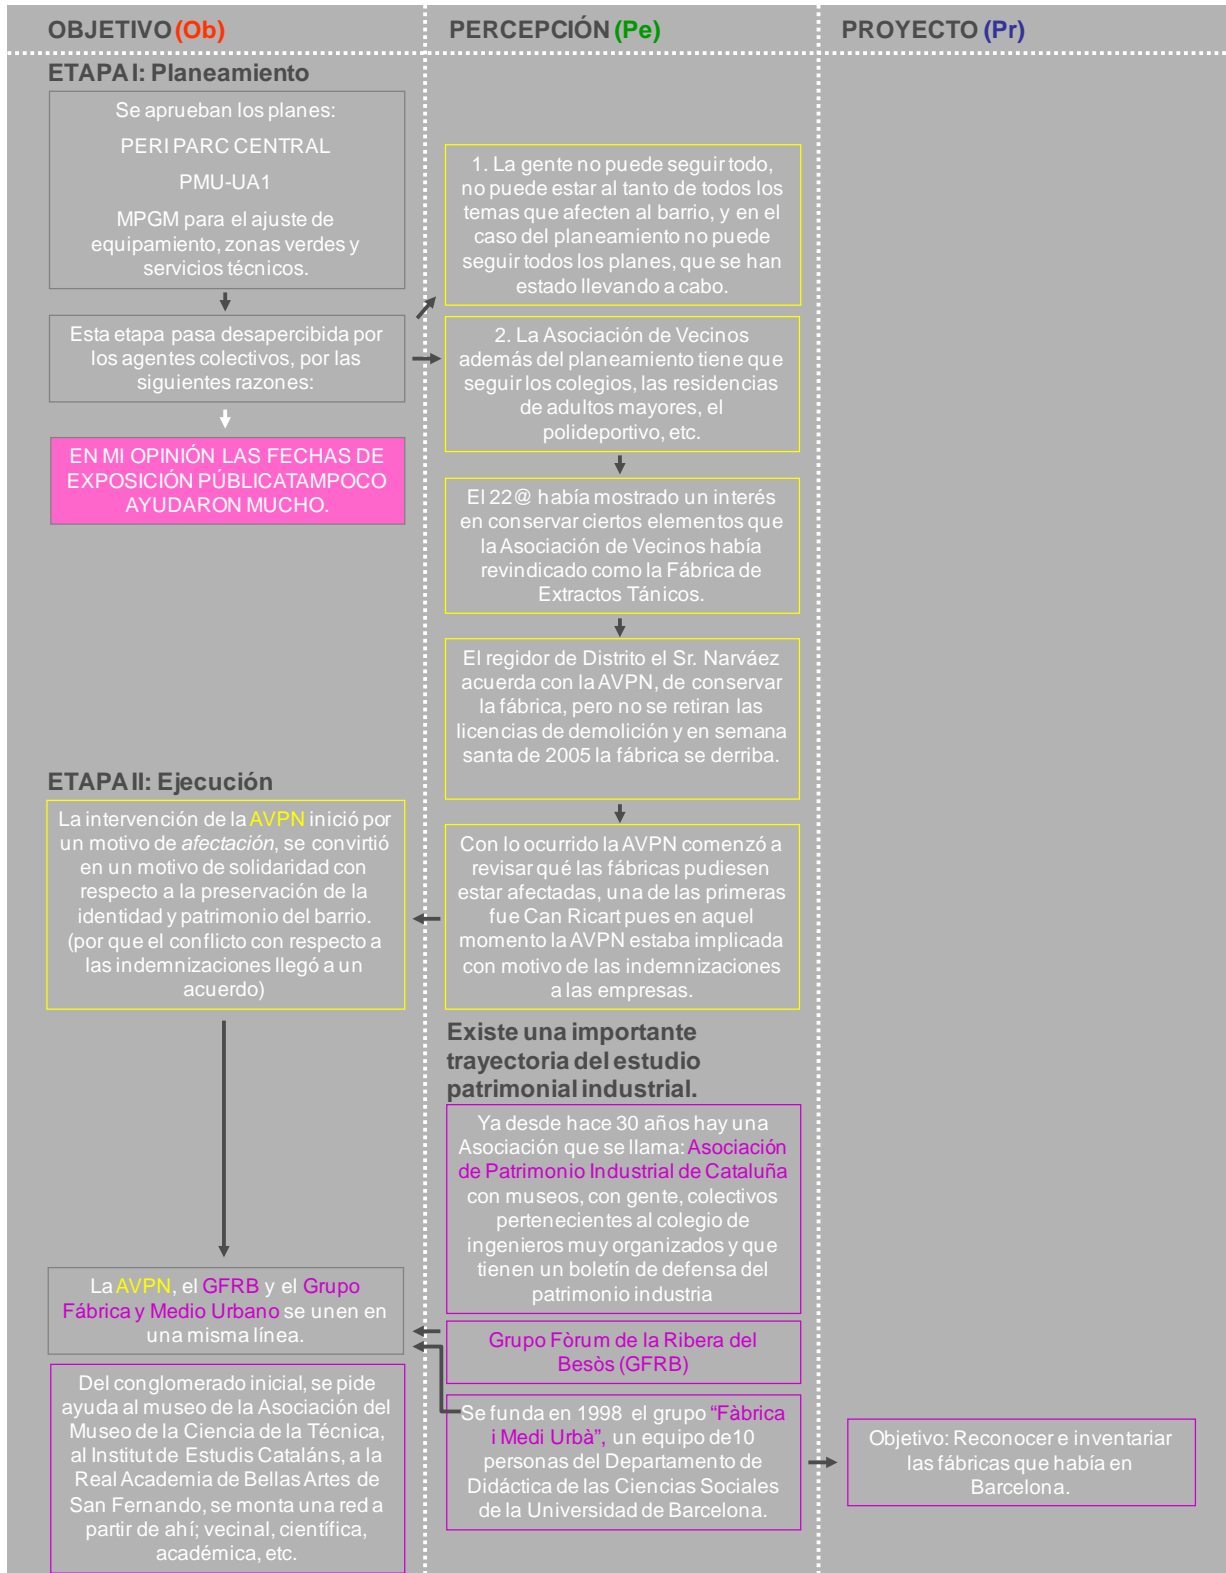 OBJETIVO (Ob)
PERCEPCIÓN (Pe)
PROYECTO (Pr)
ETAPA I: Planeamiento
Se aprueban los planes:
PERI PARC CENTRAL
PMU-UA1
MPGM para el ajuste de
equipamiento, zonas verdes y
servicios técnicos.
Esta etapa pasa desapercibida por
los agentes colectivos, por las
siguientes razones:
EN MI OPINIÓN LAS FECHAS DE
EXPOSICIÓN PÚBLICATAMPOCO
AYUDARON MUCHO.
1. La gente no puede seguir todo,
no puede estar al tanto de todos los
temas que afecten al barrio, y en el
caso del planeamiento no puede
seguir todos los planes, que se han
estado llevando a cabo.
2. La Asociación de Vecinos
además del planeamiento tiene que
seguir los colegios, las residencias
de adultos mayores, el
polideportivo, etc.
El 22@ había mostrado un interés
en conservar ciertos elementos que
la Asociación de Vecinos había
revindicado como la Fábrica de
Extractos Tánicos.
El regidor de Distrito el Sr. Narváez
acuerda con la AVPN, de conservar
la fábrica, pero no se retiran las
licencias de demolición y en semana
santa de 2005 la fábrica se derriba.
Con lo ocurrido la AVPN comenzó a
revisar qué las fábricas pudiesen
estar afectadas, una de las primeras
fue Can Ricart pues en aquel
momento la AVPN estaba implicada
con motivo de las indemnizaciones
a las empresas.
ETAPA II: Ejecución
La intervención de la AVPN inició por
un motivo de afectación, se convirtió
en un motivo de solidaridad con
respecto a la preservación de la
identidad y patrimonio del barrio.
(por que el conflicto con respecto a
las indemnizaciones llegó a un
acuerdo)
Existe una importante
trayectoria del estudio
patrimonial industrial.
Ya desde hace 30 años hay una
Asociación que se llama: Asociación
de Patrimonio Industrial de Cataluña
con museos, con gente, colectivos
pertenecientes al colegio de
ingenieros muy organizados y que
tienen un boletín de defensa del
patrimonio industria
La AVPN, el GFRB y el Grupo
Fábrica y Medio Urbano se unen en
una misma línea.
Grupo Fòrum de la Ribera del
Besòs (GFRB)
Del conglomerado inicial, se pide
ayuda al museo de la Asociación del
Museo de la Ciencia de la Técnica,
al Institut de Estudis Cataláns, a la
Real Academia de Bellas Artes de
San Fernando, se monta una red a
partir de ahí; vecinal, científica,
académica, etc.
Se funda en 1998 el grupo “Fàbrica
i Medi Urbà”, un equipo de10
personas del Departamento de
Didáctica de las Ciencias Sociales
de la Universidad de Barcelona.
Objetivo: Reconocer e inventariar
las fábricas que había en
Barcelona.